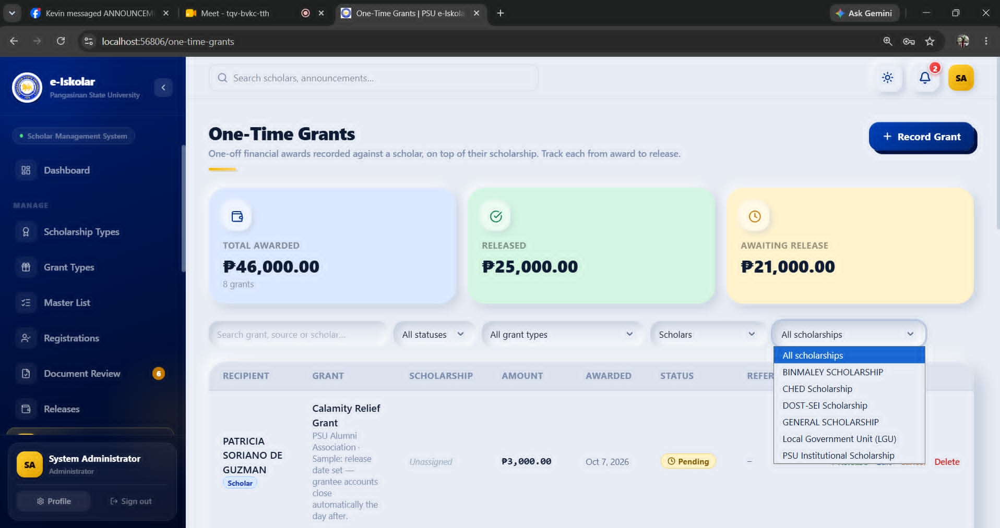 Kevin messaged ANNOUNCEM
Meet - tqv-bvkc-tth
One-Time Grants | PSU e-Iskola
Ask Gemini
localhost:56806/one-time-grants
e-Iskolar
Pangasinan State University
Scholar Management System
Dashboard
MANAGE
Scholarship Types
Grant Types
Master List
Registrations
Document Review
6
Releases
SA
System Administrator
Administrator
Profile
Sign out
Search scholars, announcements...
2
SA
One-Time Grants
One-off financial awards recorded against a scholar, on top of their scholarship. Track each from award to release.
+ Record Grant
TOTAL AWARDED
₱46,000.00
8 grants
RELEASED
₱25,000.00
AWAITING RELEASE
₱21,000.00
Search grant, source or scholar...
All statuses
All grant types
Scholars
All scholarships
All scholarships
BINMALEY SCHOLARSHIP
CHED Scholarship
DOST-SEI Scholarship
GENERAL SCHOLARSHIP
Local Government Unit (LGU)
PSU Institutional Scholarship
RECIPIENT GRANT SCHOLARSHIP AMOUNT AWARDED STATUS REFER
PATRICIA
SORIANO DE
GUZMAN
Scholar
Calamity Relief
Grant
PSU Alumni
Association ·
Sample: release
date set —
grantee accounts
close
automatically the
day after.
Unassigned
₱3,000.00
Oct 7, 2026
Pending
–
Delete